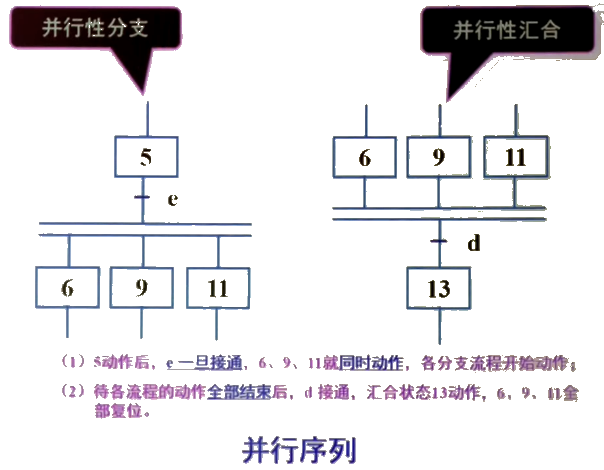 并行性分支
并行性汇合
5
e
6 9 11
6 9 11
d
13
（1）5动作后，e 一旦接通，6、9、11就同时动作，各分支流程开始动作；
（2）待各流程的动作全部结束后，d 接通，汇合状态13动作，6、9、11全
部复位。
并行序列